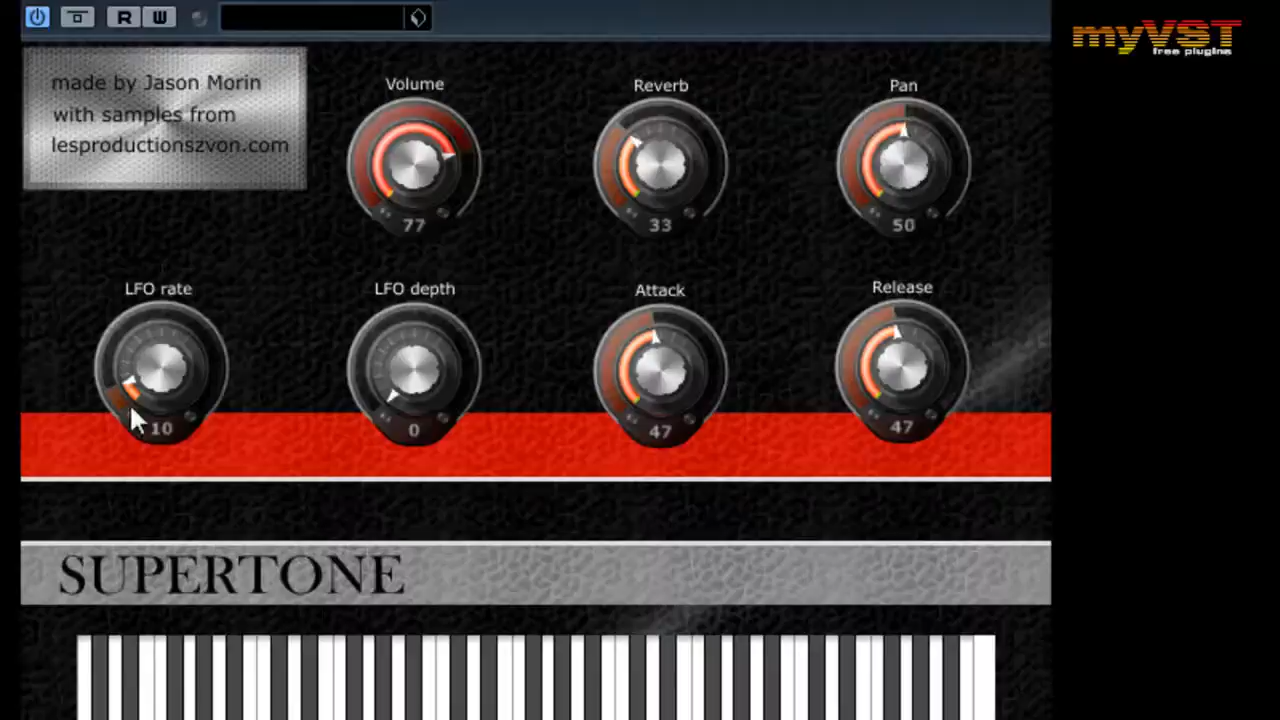 R W
myVST
free plugins
made by Jason Morin
with samples from
lesproductionszvon.com
Volume
Reverb
Pan
77
33
50
LFO rate
LFO depth
Attack
Release
10
0
47
47
SUPERTONE